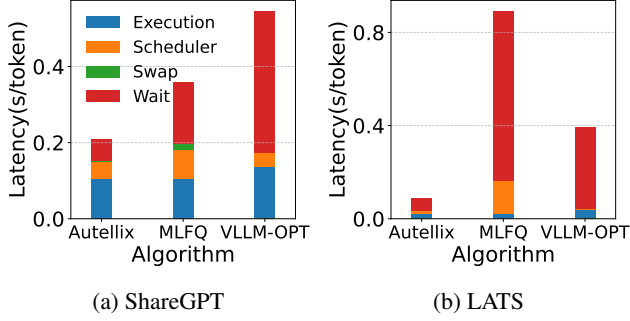 Latency(s/token)
0.4
0.2
0.0
Execution
Scheduler
Swap
Wait
Autellix MLFQ VLLM-OPT
Algorithm
(a) ShareGPT
Latency(s/token)
0.8
0.4
0.0
Autellix MLFQ VLLM-OPT
Algorithm
(b) LATS